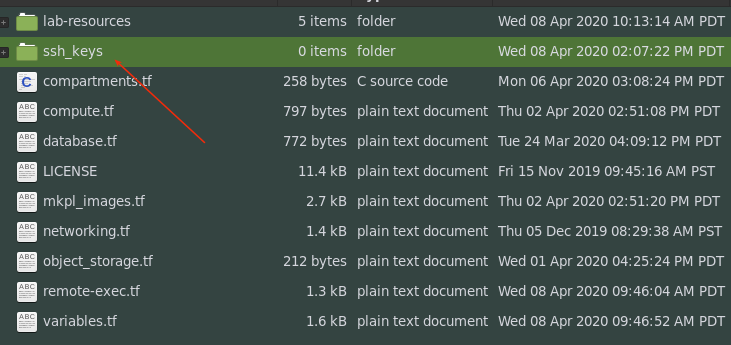 lab-resources 5 items folder Wed 08 Apr 2020 10:13:14 AM PDT
ssh_keys 0 items folder Wed 08 Apr 2020 02:07:22 PM PDT
compartments.tf 258 bytes C source code Mon 06 Apr 2020 03:08:24 PM PDT
compute.tf 797 bytes plain text document Thu 02 Apr 2020 02:51:08 PM PDT
database.tf 772 bytes plain text document Tue 24 Mar 2020 04:09:12 PM PDT
LICENSE 11.4 kB plain text document Fri 15 Nov 2019 09:45:16 AM PST
mkpl_images.tf 2.7 kB plain text document Thu 02 Apr 2020 02:51:20 PM PDT
networking.tf 1.4 kB plain text document Thu 05 Dec 2019 08:29:38 AM PST
object_storage.tf 212 bytes plain text document Wed 01 Apr 2020 04:25:24 PM PDT
remote-exec.tf 1.3 kB plain text document Wed 08 Apr 2020 09:46:04 AM PDT
variables.tf 1.6 kB plain text document Wed 08 Apr 2020 09:46:52 AM PDT